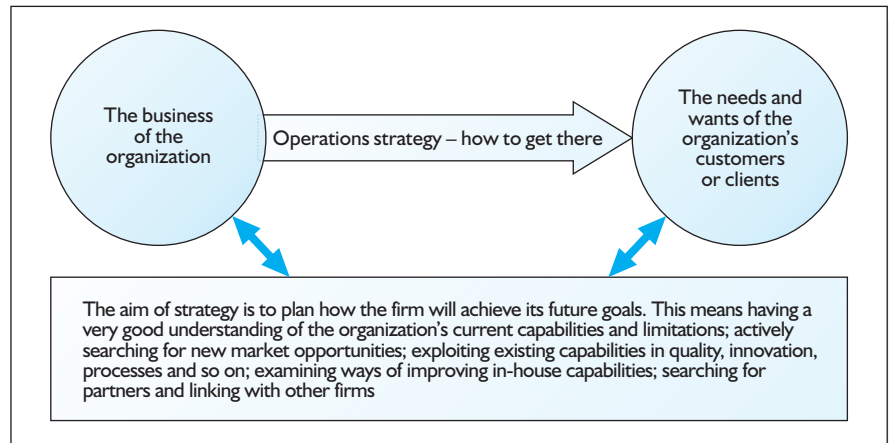 The business
of the
organization
Operations strategy – how to get there
The needs and
wants of the
organization's
customers
or clients
The aim of strategy is to plan how the firm will achieve its future goals. This means having a
very good understanding of the organization's current capabilities and limitations; actively
searching for new market opportunities; exploiting existing capabilities in quality, innovation,
processes and so on; examining ways of improving in-house capabilities; searching for
partners and linking with other firms